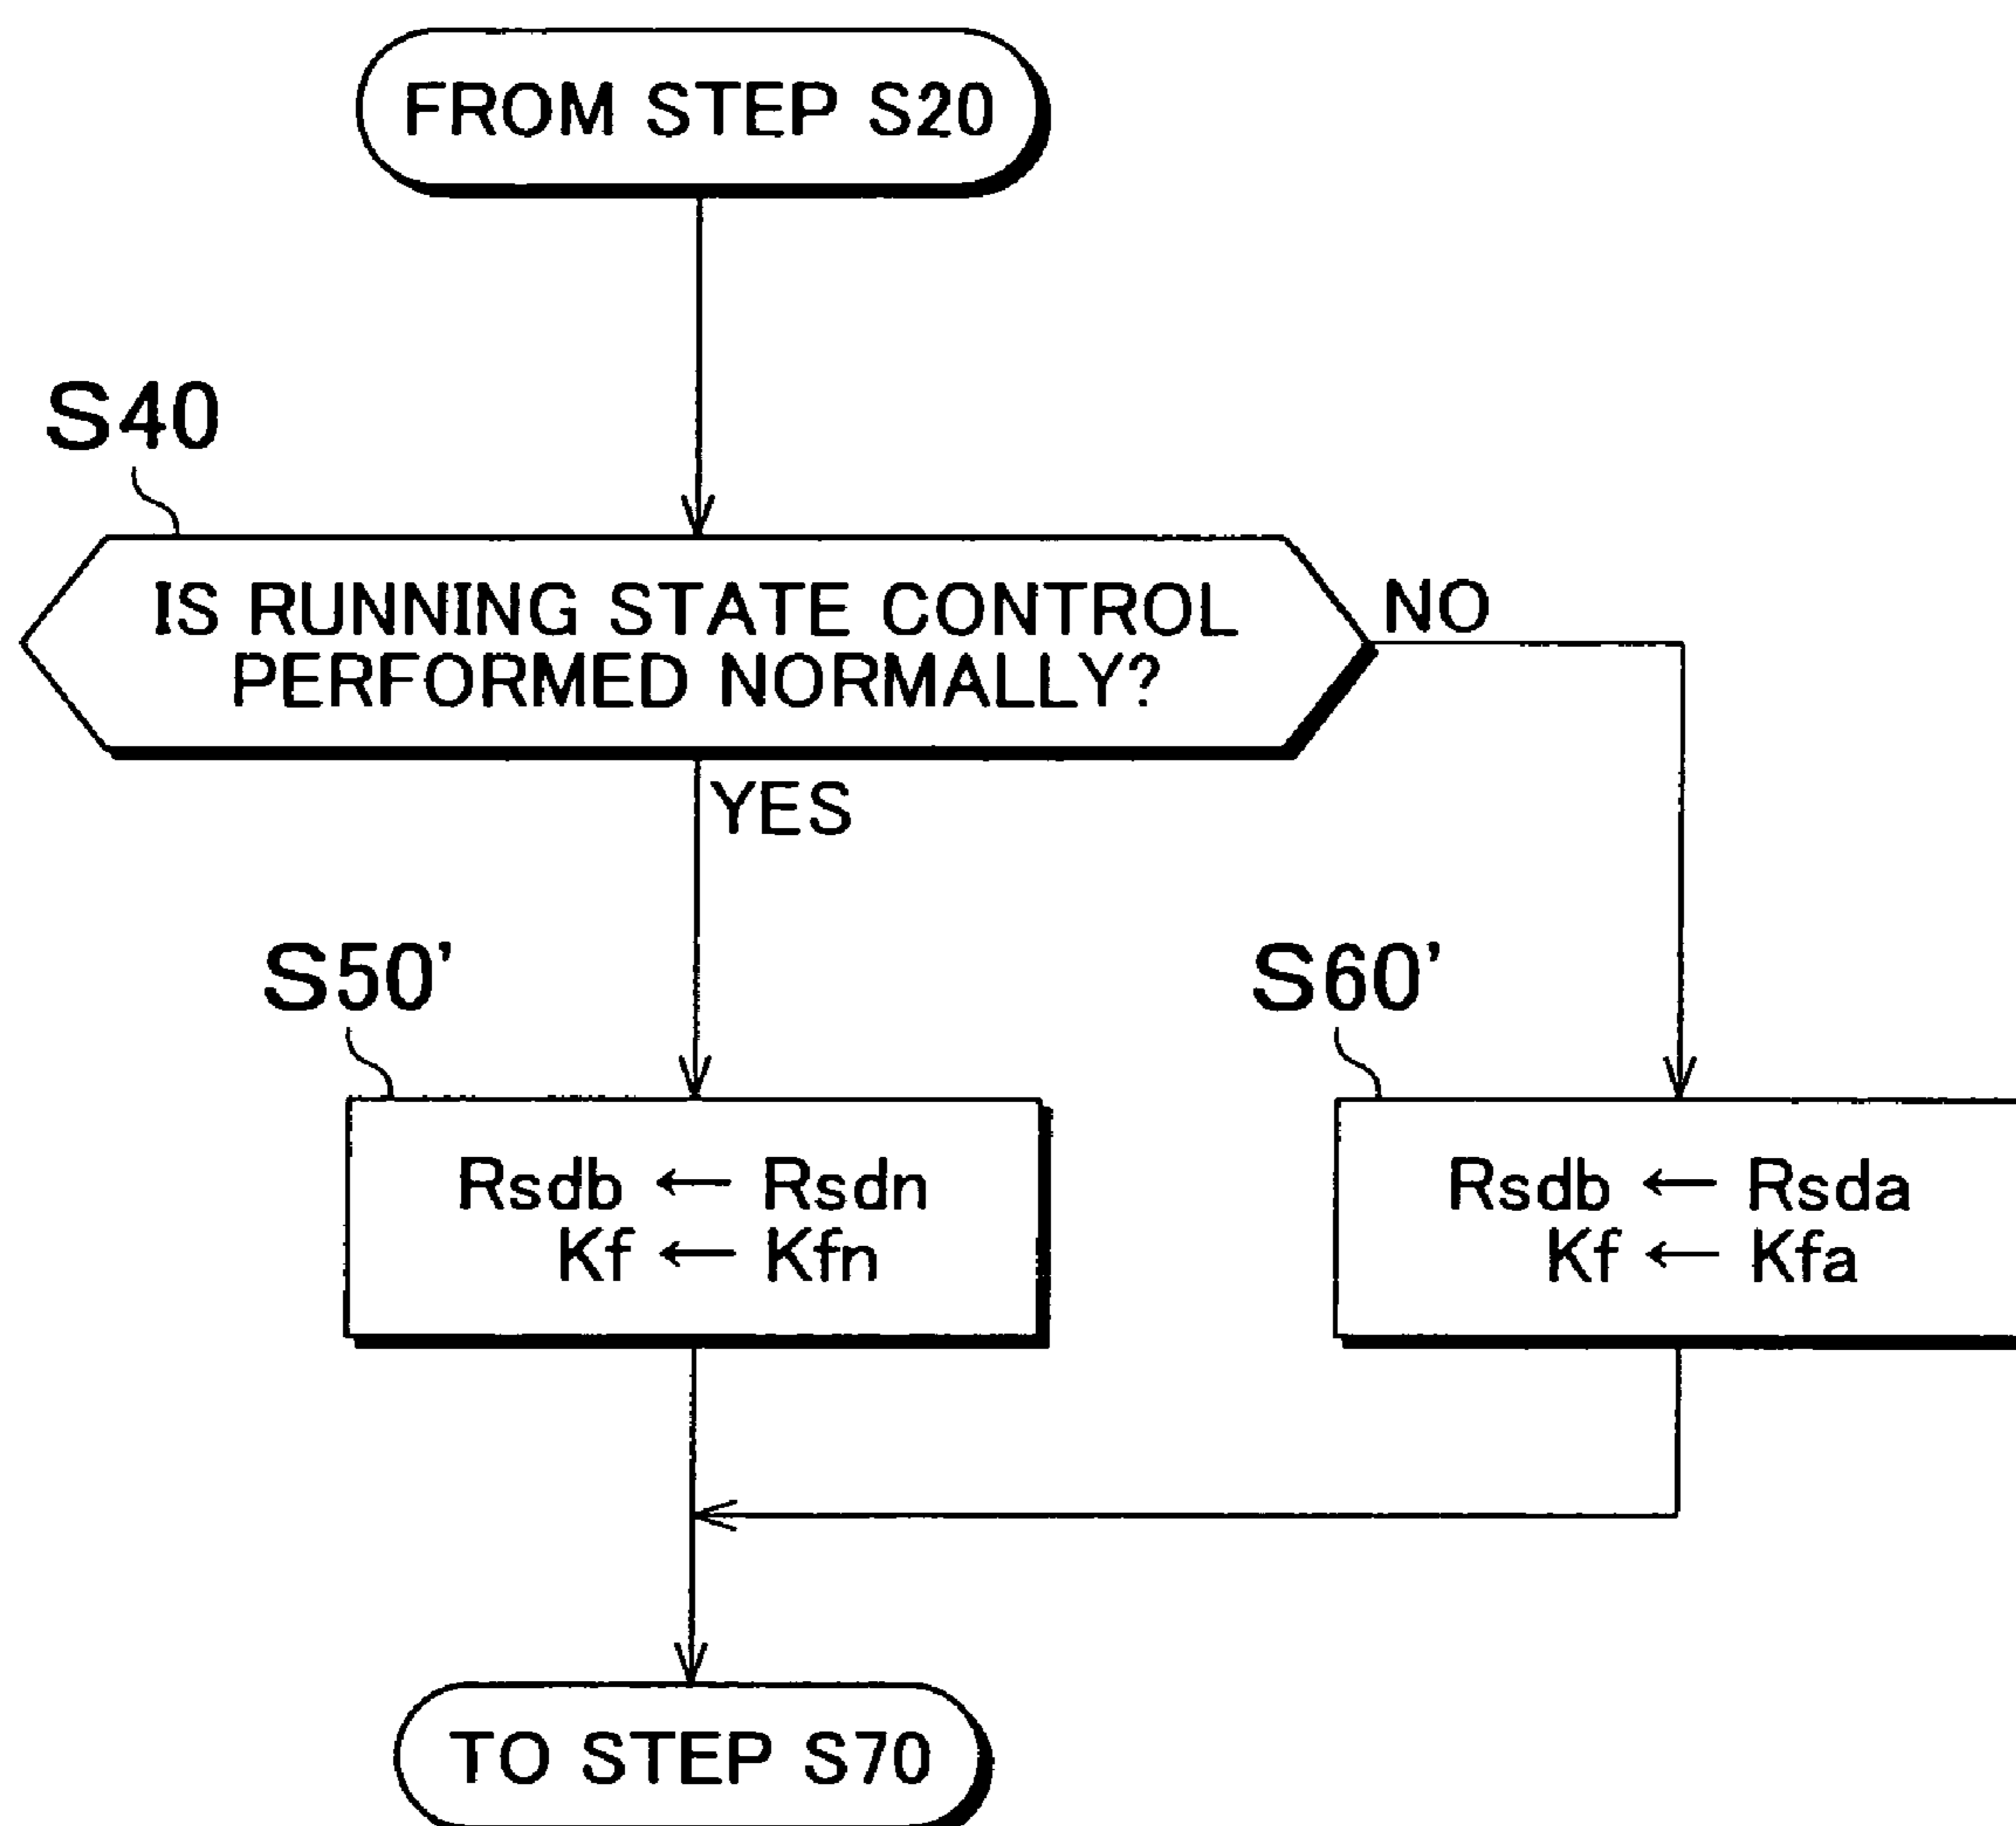 FROM STEP S20
S40
IS RUNNING STATE CONTROL
PERFORMED NORMALLY?
NO
YES
S50'
S60'
Rsdb ← Rsdn
Kf ← Kfn
Rsdb ← Rsda
Kf ← Kfa
TO STEP S70